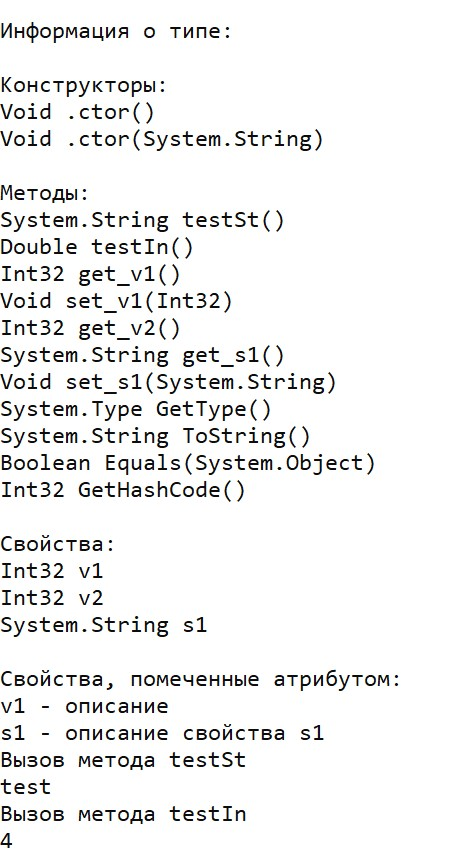 Информация о типе:
Конструкторы:
Void .ctor()
Void .ctor(System.String)
Методы:
System.String testSt()
Double testIn()
Int32 get_v1()
Void set_v1(Int32)
Int32 get_v2()
System.String get_s1()
Void set_s1(System.String)
System.Type GetType()
System.String ToString()
Boolean Equals(System.Object)
Int32 GetHashCode()
Свойства:
Int32 v1
Int32 v2
System.String s1
Свойства, помеченные атрибутом:
v1 - описание
s1 - описание свойства s1
Вызов метода testSt
test
Вызов метода testIn
4